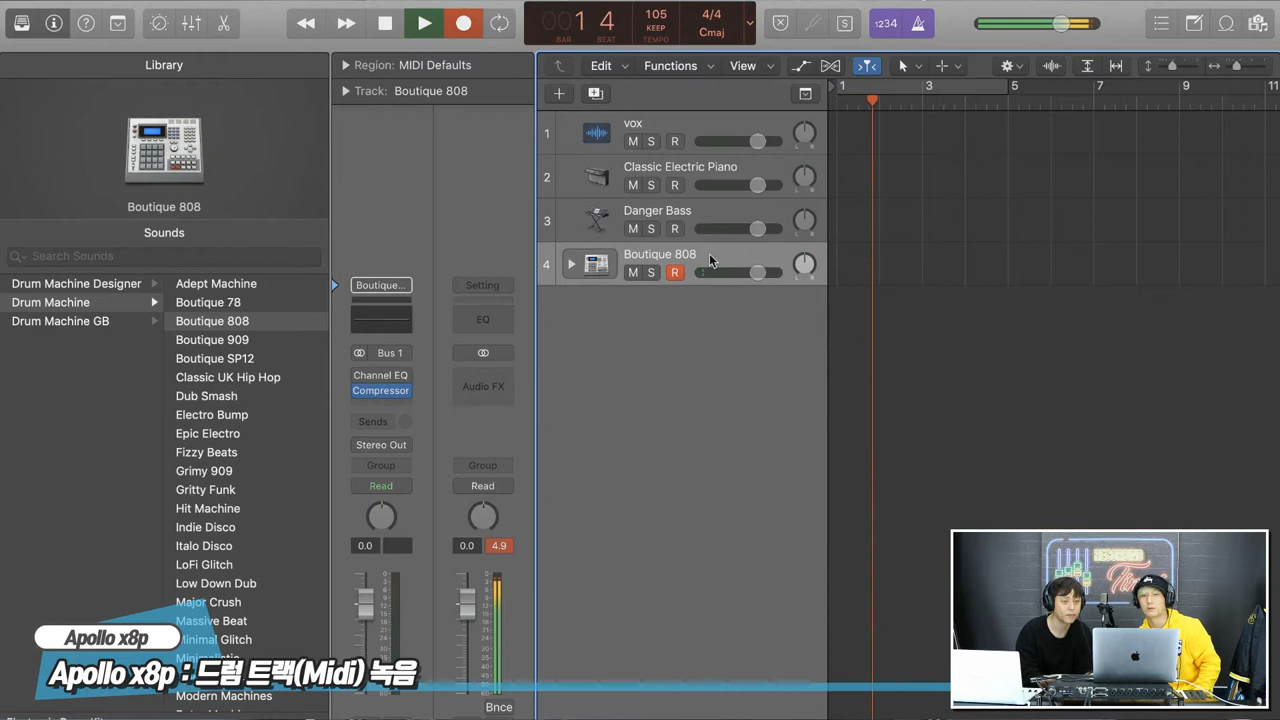 1 4
BAR BEAT
105
KEEP
TEMPO
4/4
Cmaj
1234
S
Library
Boutique 808
Sounds
Search Sounds
Drum Machine Designer
Drum Machine
Drum Machine GB
Adept Machine
Boutique 78
Boutique 808
Boutique 909
Boutique SP12
Classic UK Hip Hop
Dub Smash
Electro Bump
Epic Electro
Fizzy Beats
Grimy 909
Gritty Funk
Hit Machine
Indie Disco
Italo Disco
LoFi Glitch
Low Down Dub
Major Crush
Massive Beat
Minimal Glitch
Modern Machines
Region: MIDI Defaults
Track: Boutique 808
Boutique...
Setting
EQ
Bus 1
Channel EQ
Compressor
Audio FX
Sends
Stereo Out
Group
Group
Read
Read
0.0
0.0 4.9
Bnce
Edit
Functions
View
1 3 5 7 9 11
1
vox
M S R
2
Classic Electric Piano
M S R
3
Danger Bass
M S R
4
Boutique 808
M S R
Apollo x8p
Apollo x8p : 드럼 트랙(Midi) 녹음